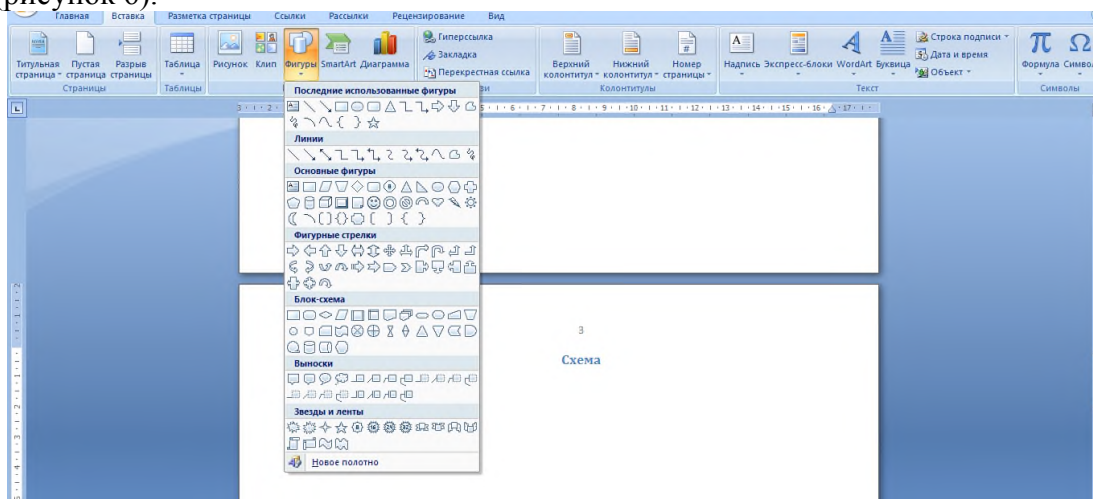 (рисунок 6).
Главная Вставка Разметка страницы Ссылки Рассылки Рецензирование Вид
Титульная страница Пустая страница Разрыв страницы
Страницы
Таблица
Таблицы
Рисунок Клип Фигуры SmartArt Диаграмма
Гиперссылка
Закладка
Перекрестная ссылка
Верхний колонтитул Нижний колонтитул Номер страницы
Колонтитулы
Надпись Экспресс-блоки WordArt Буквица
Строка подписи
Дата и время
Объект
Текст
Формула Симво
Символы
Последние использованные фигуры
Линии
Основные фигуры
Фигурные стрелки
Блок-схема
Выноски
Звезды и ленты
Новое полотно
3
Схема